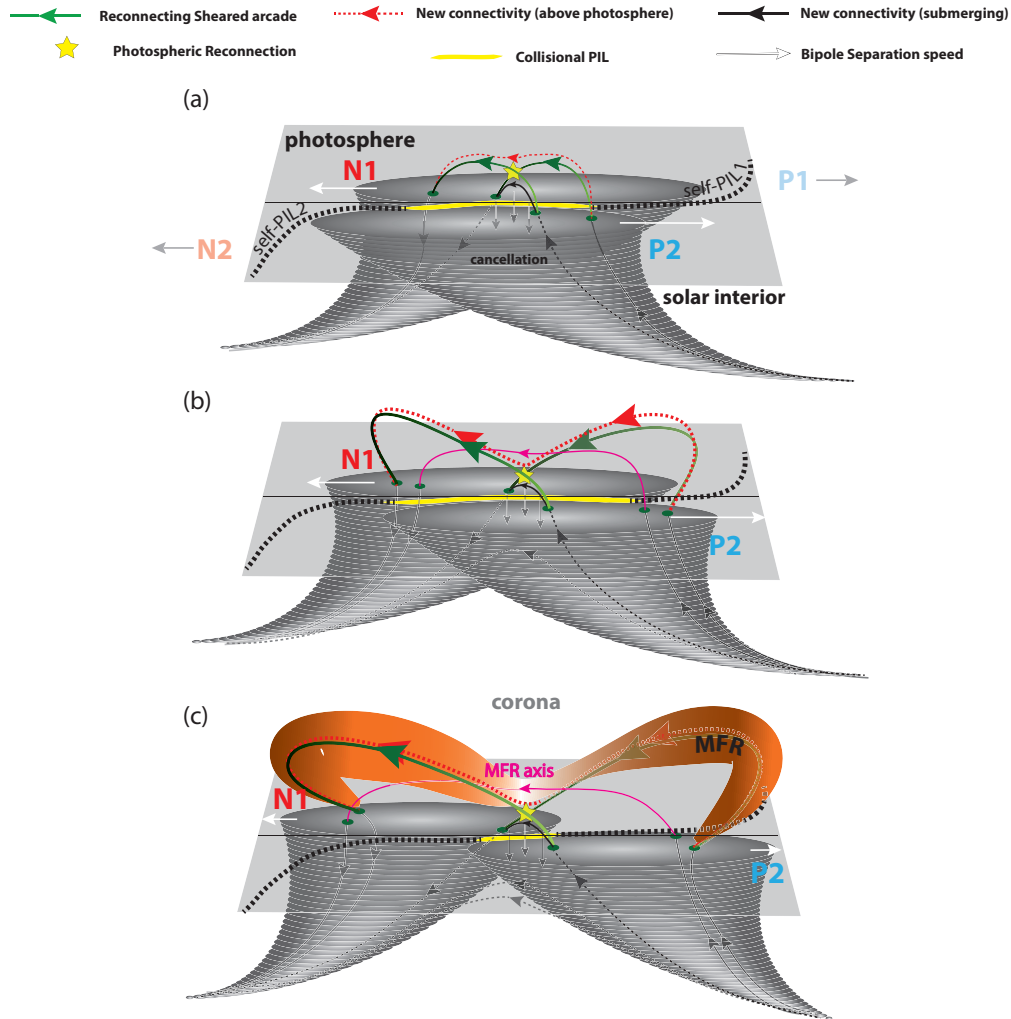 Reconnecting Sheared arcade
New connectivity (above photosphere)
New connectivity (submerging)
Photospheric Reconnection
Collisional PIL
Bipole Separation speed
(a)
photosphere
N1
self-PIL1
P1
self-PIL2
N2
P2
cancellation
solar interior
(b)
N1
P2
corona
(c)
MFR
MFR axis
N1
P2